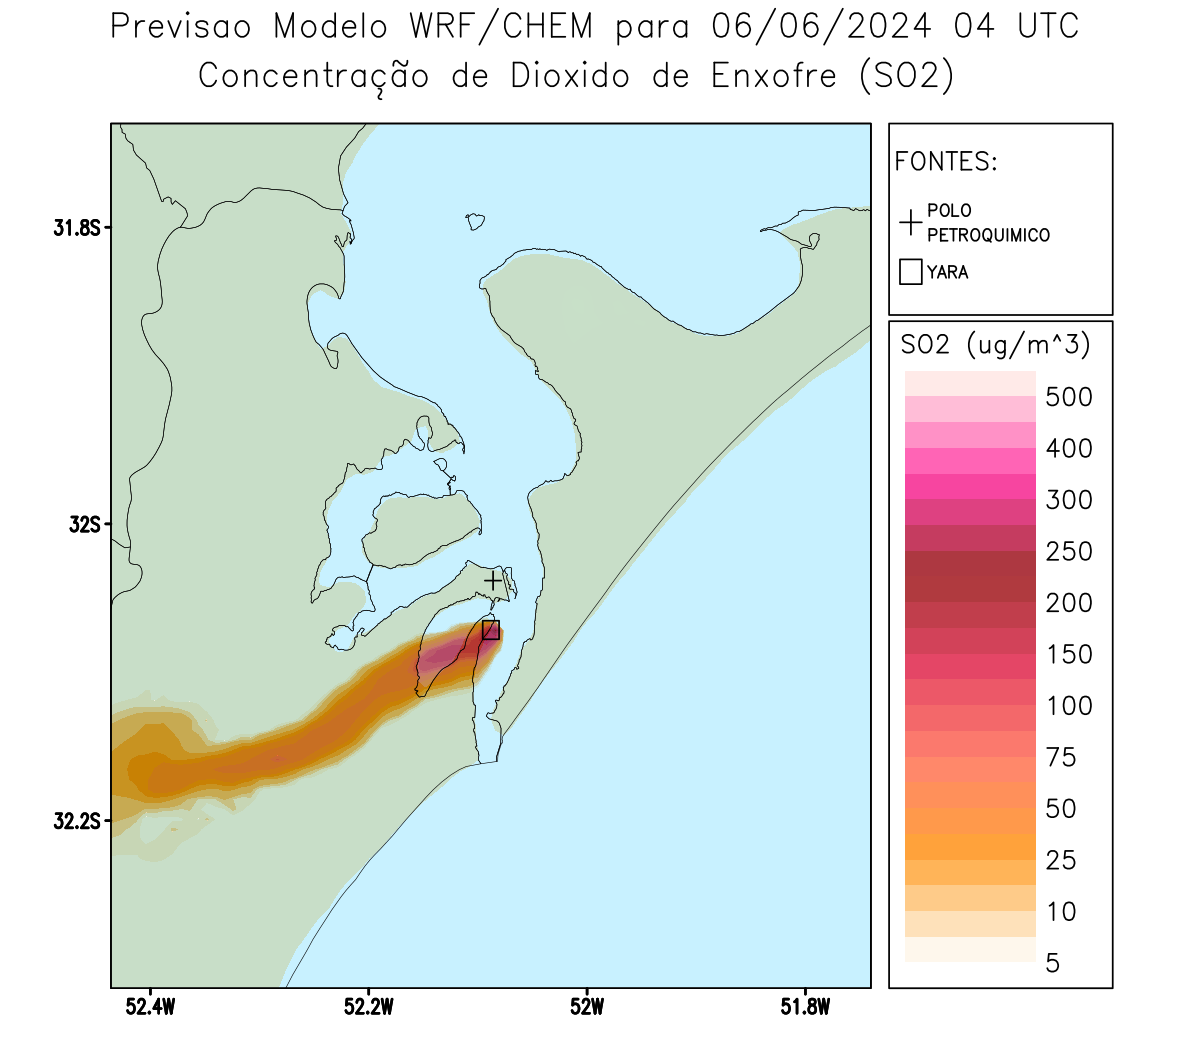 Previsao Modelo WRF/CHEM para 06/06/2024 04 UTC
Concentração de Dioxido de Enxofre (SO2)
FONTES:
POLO
PETROQUIMICO
YARA
SO2 (ug/m^3)
500
400
300
250
200
150
100
75
50
25
10
5
31.8S
32S
32.2S
52.4W
52.2W
52W
51.8W